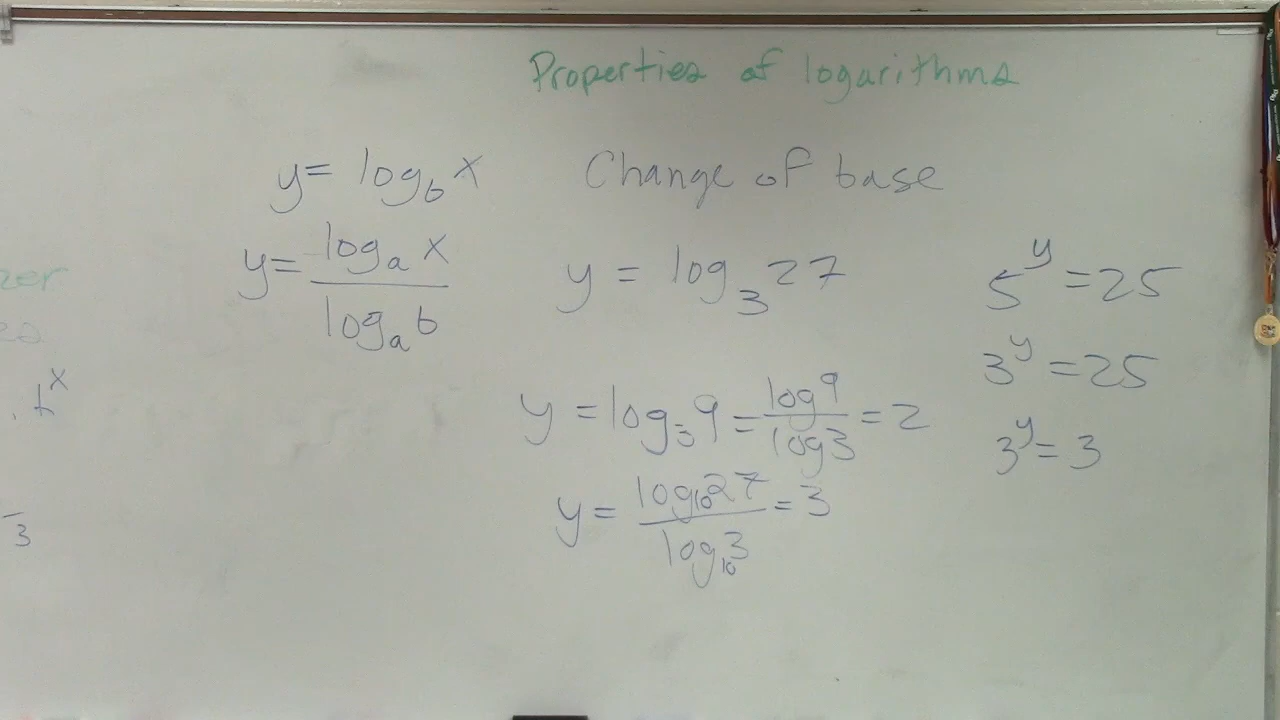 Properties of logarithms
y = log_b x
Change of base
y = (log_a x)/(log_a b)
y = log_3 27
y = log_3 9 = (log 9)/(log 3) = 2
y = (log_10 27)/(log_10 3) = 3
5^y = 25
3^y = 25
3^y = 3